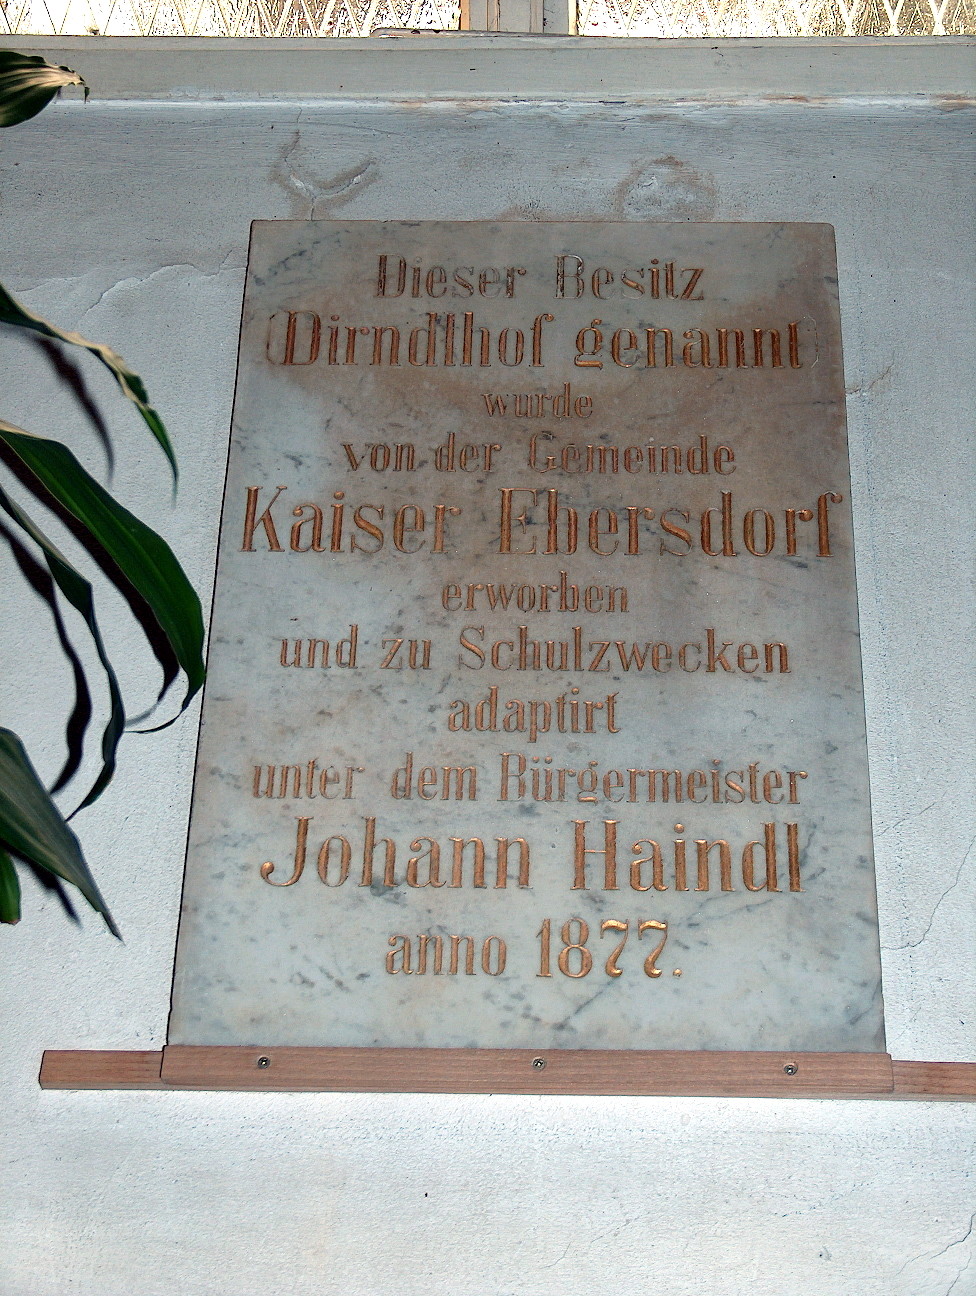 Dieser Besitz
(Dirndlhof genannt)
wurde
von der Gemeinde
Kaiser Ebersdorf
erworben
und zu Schulzwecken
adaptirt
unter dem Bürgermeister
Johann Haindl
anno 1877.